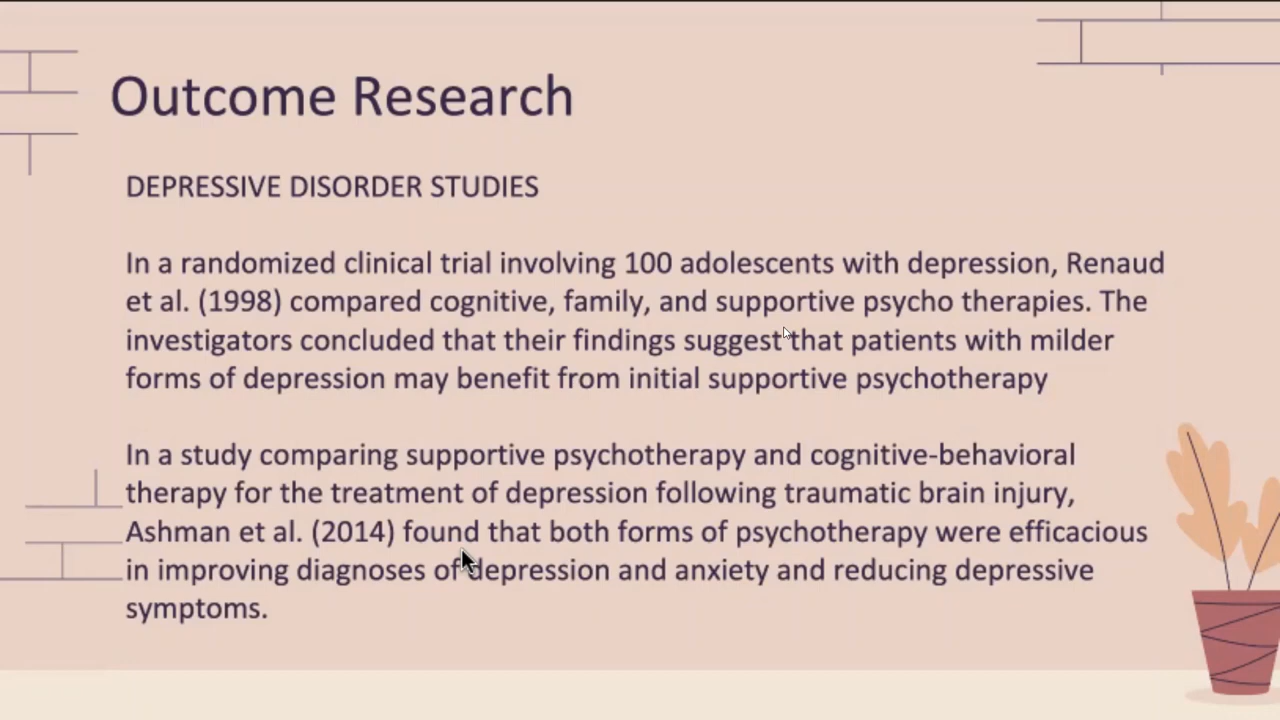 Outcome Research
DEPRESSIVE DISORDER STUDIES
In a randomized clinical trial involving 100 adolescents with depression, Renaud
et al. (1998) compared cognitive, family, and supportive psycho therapies. The
investigators concluded that their findings suggest that patients with milder
forms of depression may benefit from initial supportive psychotherapy
In a study comparing supportive psychotherapy and cognitive-behavioral
therapy for the treatment of depression following traumatic brain injury,
Ashman et al. (2014) found that both forms of psychotherapy were efficacious
in improving diagnoses of depression and anxiety and reducing depressive
symptoms.